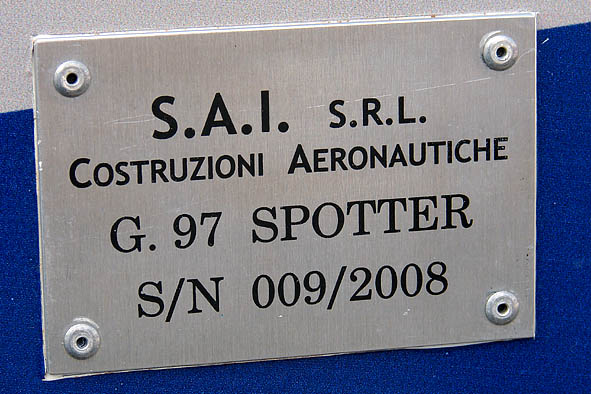 S.A.I. S.R.L.
COSTRUZIONI AERONAUTICHE
G. 97 SPOTTER
S/N 009/2008